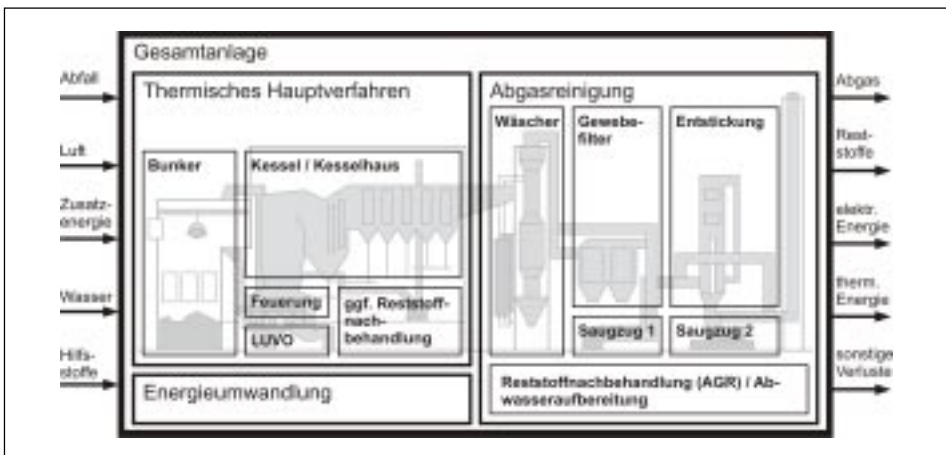 Gesamtanlage
Abfall
Luft
Zusatz-
energie
Wasser
Hilfs-
stoffe
Thermisches Hauptverfahren
Bunker
Kessel / Kesselhaus
Feuerung
LUVO
ggf. Reststoff-
nach-
behandlung
Energieumwandlung
Abgasreinigung
Wäscher
Gewebe-
filter
Entstickung
Saugzug 1
Saugzug 2
Reststoffnachbehandlung (AGR) / Ab-
wasseraufbereitung
Abgas
Rest-
stoffe
elektr.
Energie
therm.
Energie
sonstige
Verluste